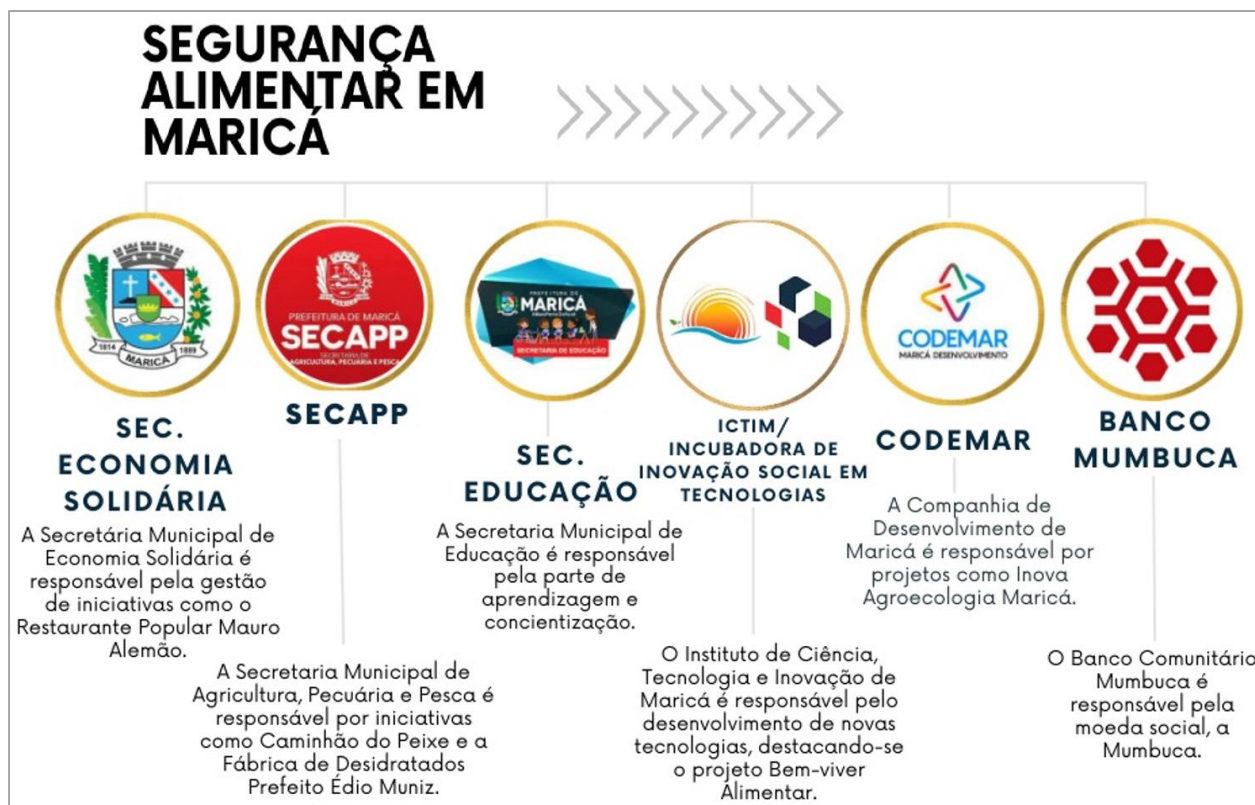 SEGURANÇA
ALIMENTAR EM
MARICÁ
1814
MARICÁ
1889
SEC.
ECONOMIA
SOLIDÁRIA
A Secretária Municipal de
Economia Solidária é
responsável pela gestão
de iniciativas como o
Restaurante Popular Mauro
Alemão.
PREFEITURA DE MARICÁ
SECAPP
SECRETARIA DE
AGRICULTURA, PECUÁRIA E PESCA
SECAPP
A Secretaria Municipal de
Agricultura, Pecuária e Pesca é
responsável por iniciativas
como Caminhão do Peixe e a
Fábrica de Desidratados
Prefeito Édio Muniz.
PREFEITURA DE
MARICÁ
SECRETARIA DE EDUCAÇÃO
SEC.
EDUCAÇÃO
A Secretaria Municipal de
Educação é responsável
pela parte de
aprendizagem e
concientização.
ICTIM/
INCUBADORA DE
INOVAÇÃO SOCIAL EM
TECNOLOGIAS
O Instituto de Ciência,
Tecnologia e Inovação de
Maricá é responsável pelo
desenvolvimento de novas
tecnologias, destacando-se
o projeto Bem-viver
Alimentar.
CODEMAR
MARICÁ DESENVOLVIMENTO
CODEMAR
A Companhia de
Desenvolvimento de
Maricá é responsável por
projetos como Inova
Agroecologia Maricá.
BANCO
MUMBUCA
O Banco Comunitário
Mumbuca é
responsável pela
moeda social, a
Mumbuca.